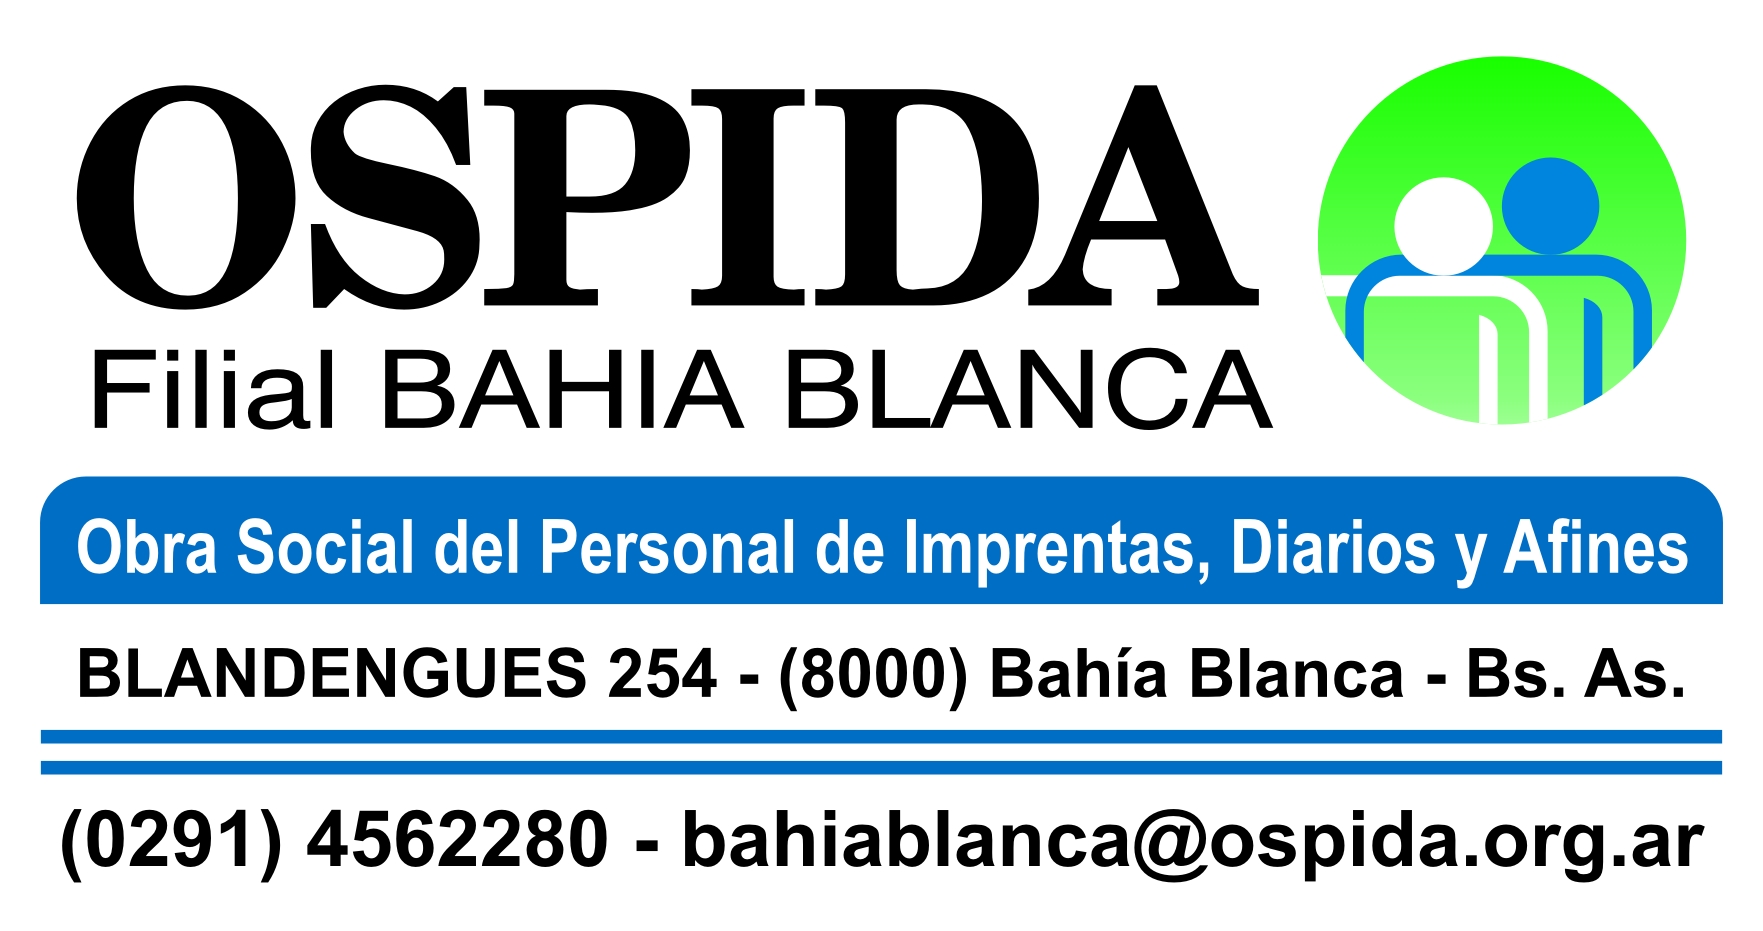 OSPIDA
Filial BAHIA BLANCA
Obra Social del Personal de Imprentas, Diarios y Afines
BLANDENGUES 254 - (8000) Bahía Blanca - Bs. As.
(0291) 4562280 - bahiablanca@ospida.org.ar